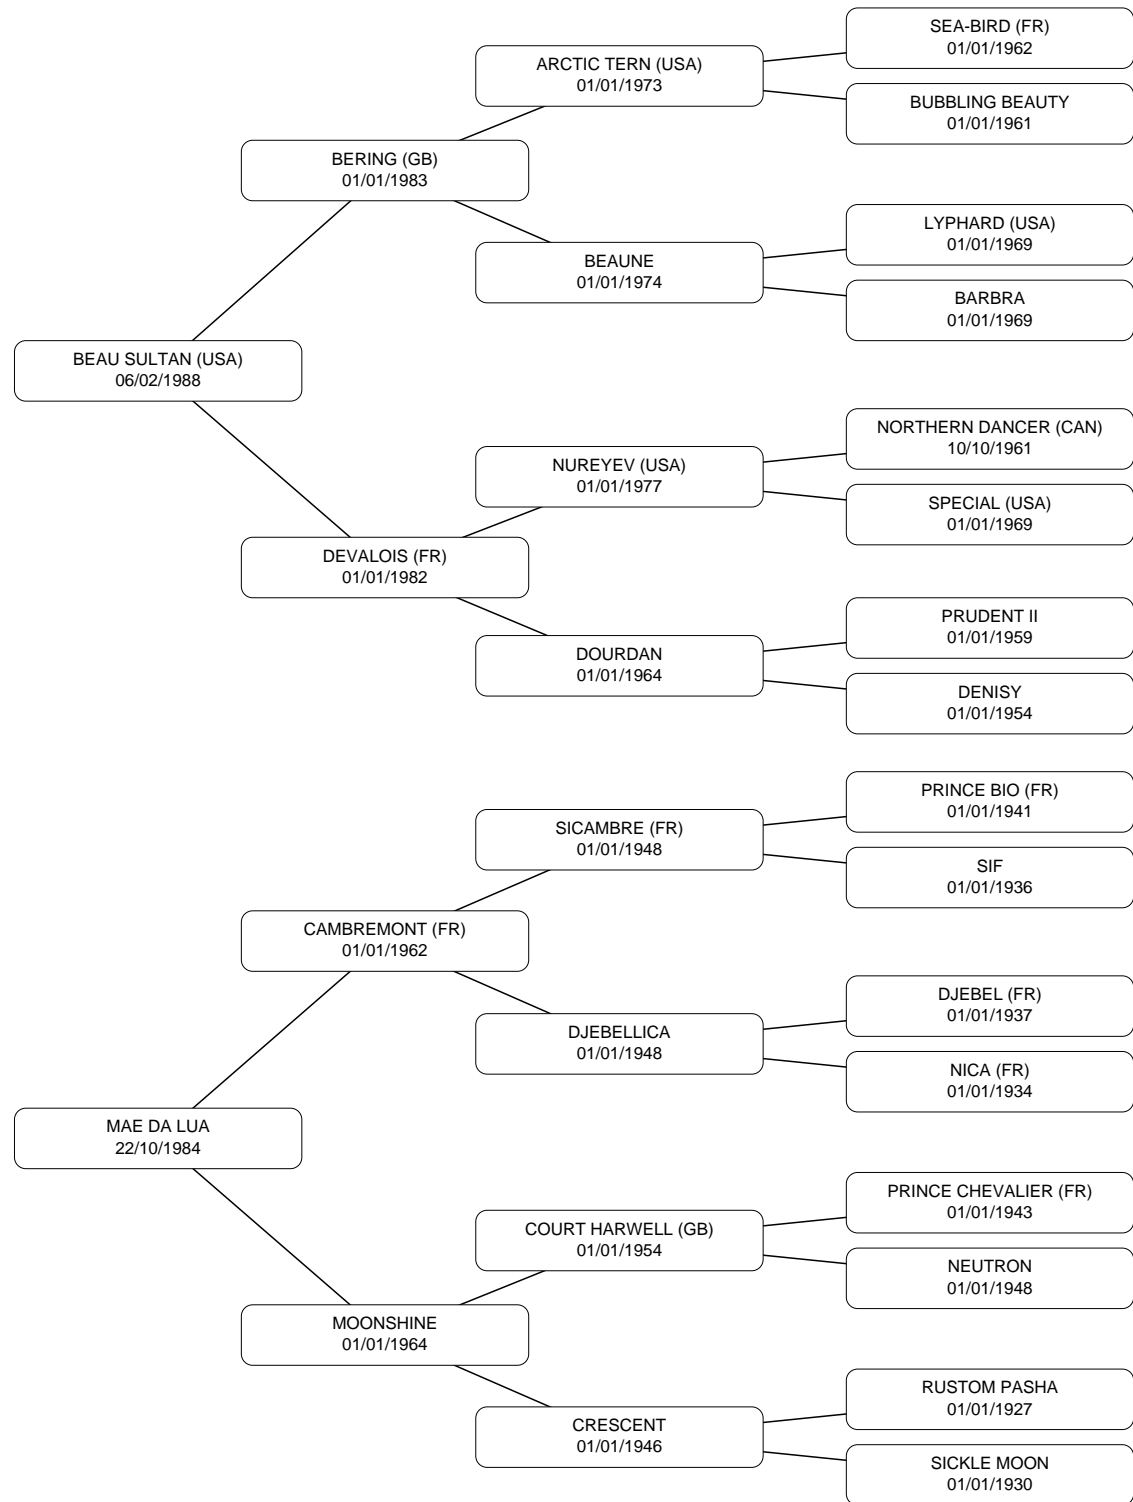 SEA-BIRD (FR)
01/01/1962
ARCTIC TERN (USA)
01/01/1973
BUBBLING BEAUTY
01/01/1961
BERING (GB)
01/01/1983
LYPHARD (USA)
01/01/1969
BEAUNE
01/01/1974
BARBRA
01/01/1969
BEAU SULTAN (USA)
06/02/1988
NORTHERN DANCER (CAN)
10/10/1961
NUREYEV (USA)
01/01/1977
SPECIAL (USA)
01/01/1969
DEVALOIS (FR)
01/01/1982
PRUDENT II
01/01/1959
DOURDAN
01/01/1964
DENISY
01/01/1954
PRINCE BIO (FR)
01/01/1941
SICAMBRE (FR)
01/01/1948
SIF
01/01/1936
CAMBREMONT (FR)
01/01/1962
DJEBEL (FR)
01/01/1937
DJEBELLICA
01/01/1948
NICA (FR)
01/01/1934
MAE DA LUA
22/10/1984
PRINCE CHEVALIER (FR)
01/01/1943
COURT HARWELL (GB)
01/01/1954
NEUTRON
01/01/1948
MOONSHINE
01/01/1964
RUSTOM PASHA
01/01/1927
CRESCENT
01/01/1946
SICKLE MOON
01/01/1930